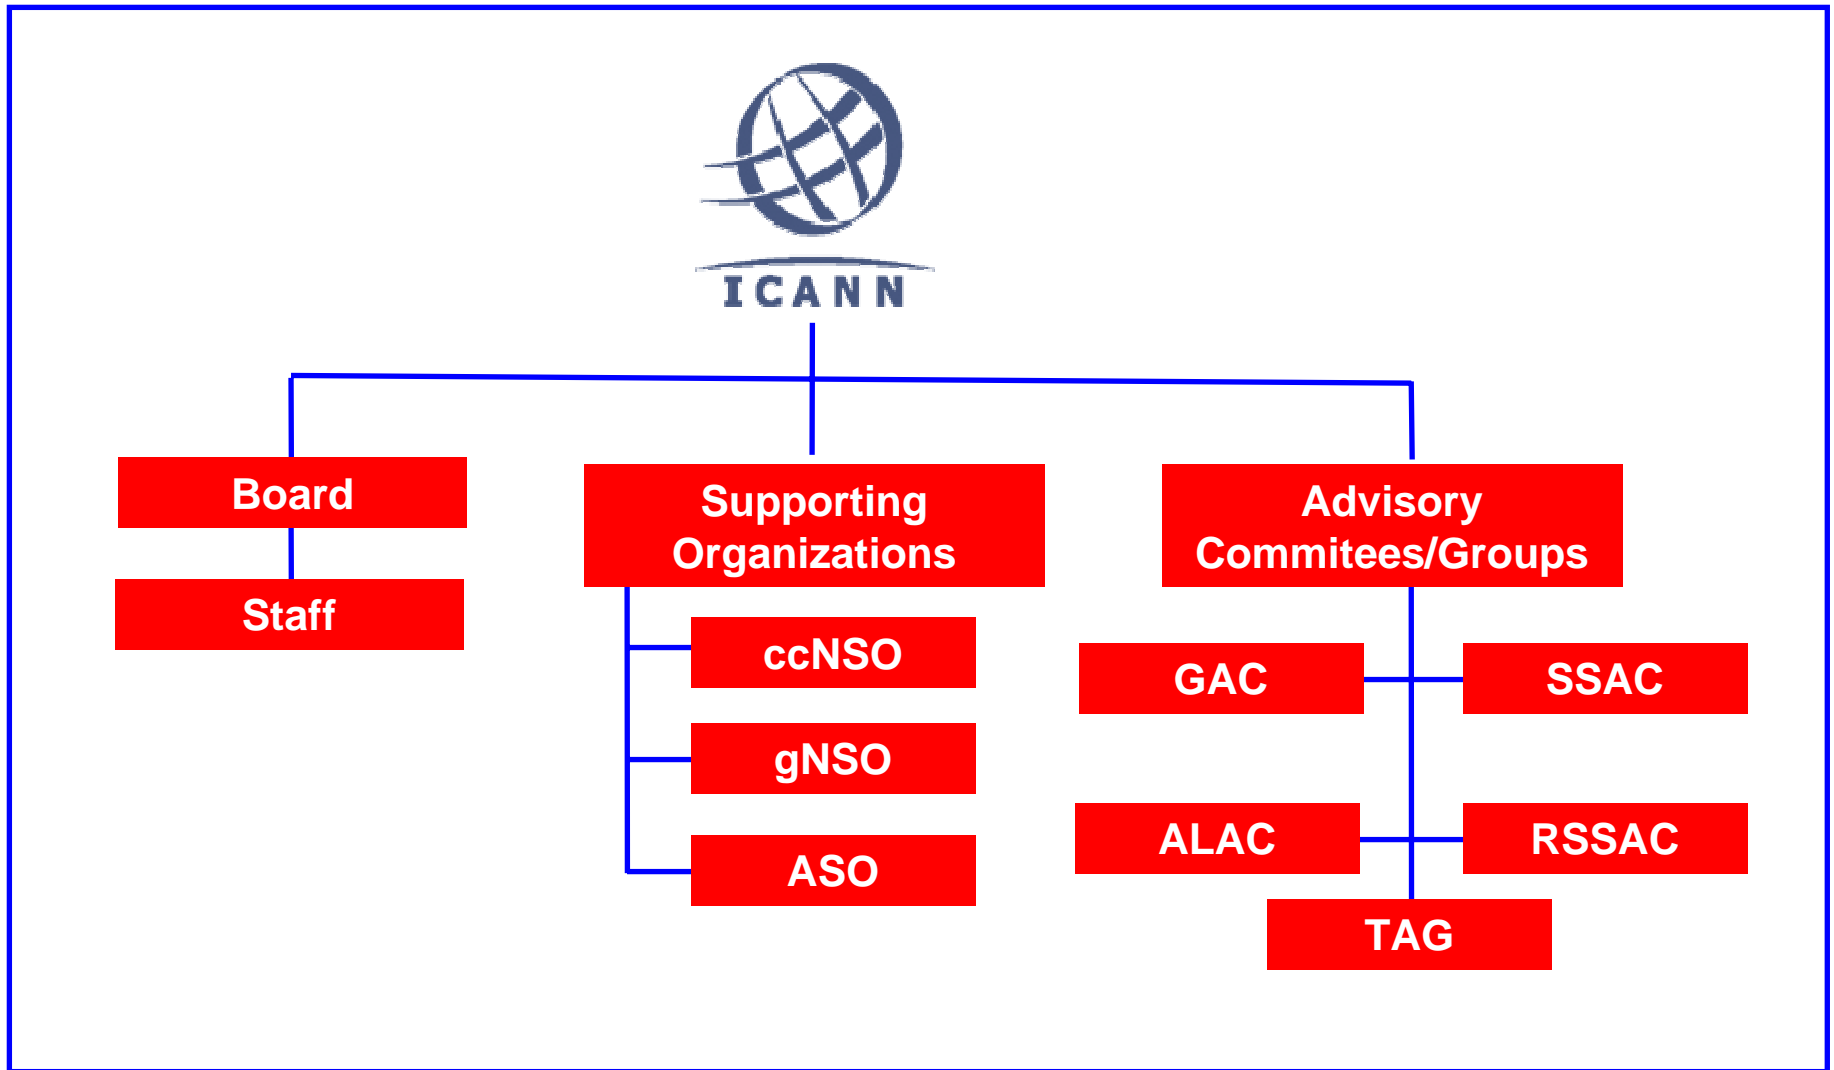 ICANN
Board
Staff
Supporting
Organizations
ccNSO
gNSO
ASO
Advisory
Commitees/Groups
GAC
SSAC
ALAC
RSSAC
TAG